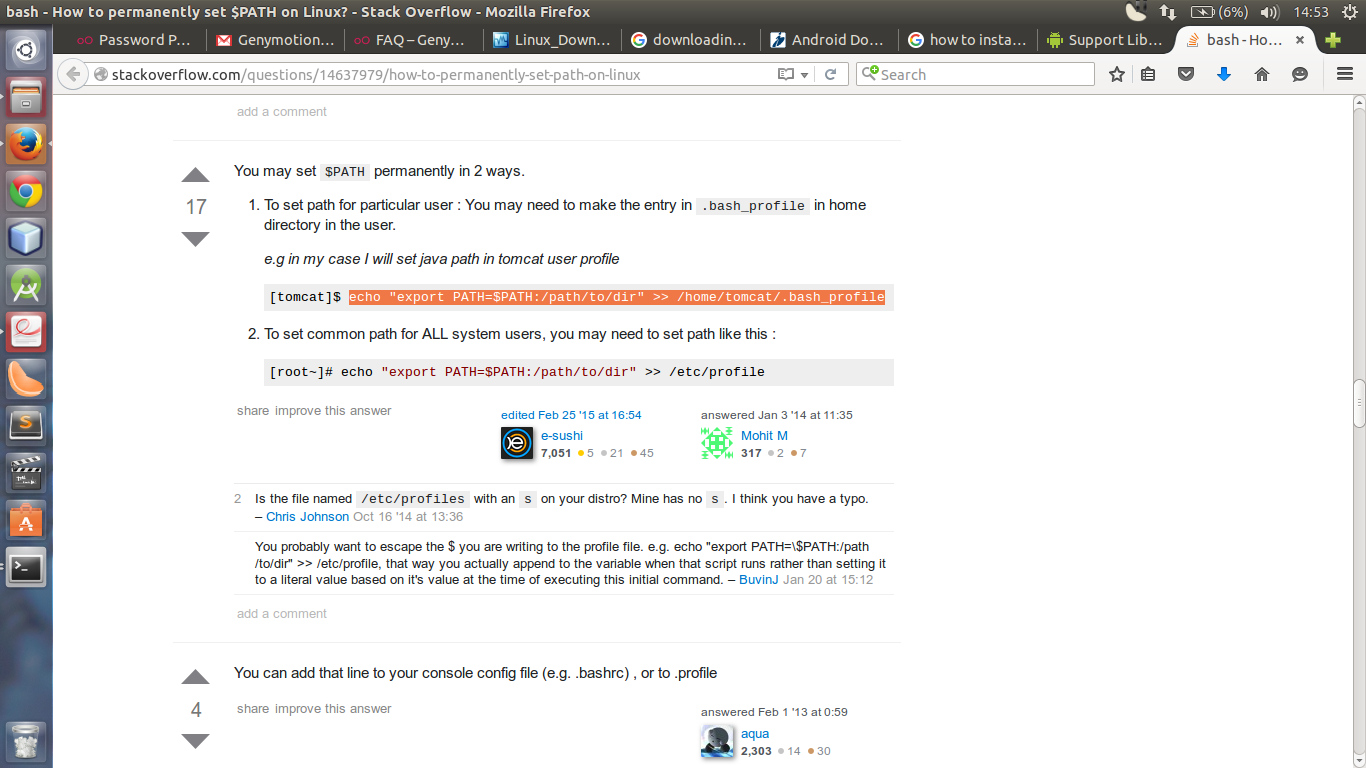 bash - How to permanently set $PATH on Linux? - Stack Overflow - Mozilla Firefox
(6%)
14:53
Password P…
Genymotion…
FAQ – Geny…
Linux_Down…
downloadin…
Android Do…
how to insta…
Support Lib…
bash - Ho…
stackoverflow.com/questions/14637979/how-to-permanently-set-path-on-linux
Search
add a comment
You may set $PATH permanently in 2 ways.
17
1. To set path for particular user : You may need to make the entry in .bash_profile in home
directory in the user.
e.g in my case I will set java path in tomcat user profile
[tomcat]$ echo "export PATH=$PATH:/path/to/dir" >> /home/tomcat/.bash_profile
2. To set common path for ALL system users, you may need to set path like this :
[root~]# echo "export PATH=$PATH:/path/to/dir" >> /etc/profile
share improve this answer
edited Feb 25 '15 at 16:54
e-sushi
7,051 5 21 45
answered Jan 3 '14 at 11:35
Mohit M
317 2 7
2 Is the file named /etc/profiles with an s on your distro? Mine has no s . I think you have a typo.
– Chris Johnson Oct 16 '14 at 13:36
You probably want to escape the $ you are writing to the profile file. e.g. echo "export PATH=\$PATH:/path
/to/dir" >> /etc/profile, that way you actually append to the variable when that script runs rather than setting it
to a literal value based on it's value at the time of executing this initial command. – BuvinJ Jan 20 at 15:12
add a comment
You can add that line to your console config file (e.g. .bashrc) , or to .profile
4
share improve this answer
answered Feb 1 '13 at 0:59
aqua
2,303 14 30